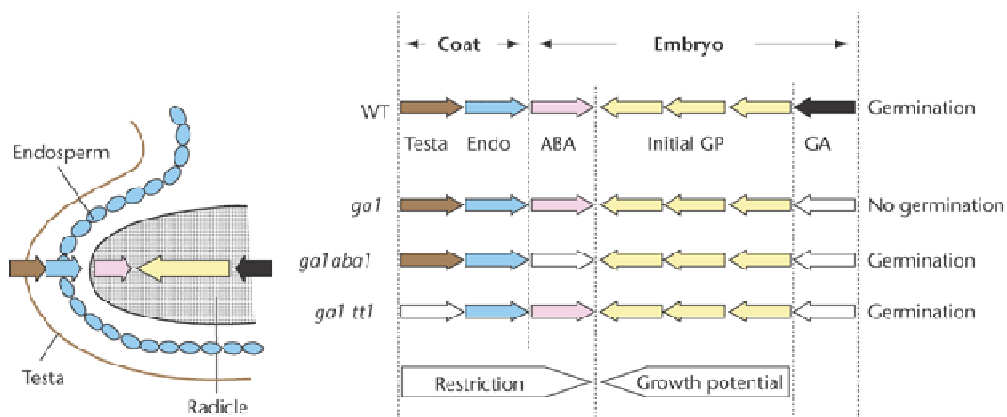 Coat Embryo
WT Germination
Testa Endo ABA Initial GP GA
ga1 No germination
ga1aba1 Germination
ga1 tt1 Germination
Restriction Growth potential
Endosperm
Testa
Radicle